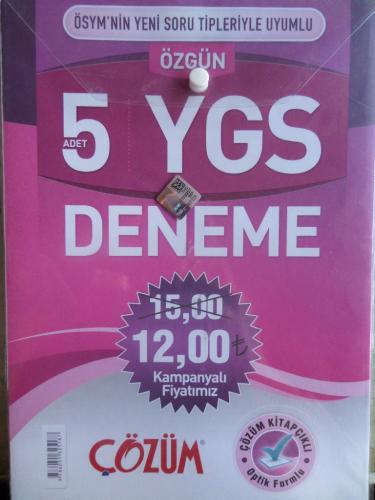 ÖSYM'NİN YENİ SORU TİPLERİYLE UYUMLU
ÖZGÜN
5 ADET YGS
DENEME
15,00
12,00 ₺
Kampanyalı
Fiyatımız
ÇÖZÜM®
ÇÖZÜM KİTAPÇIKLI
Optik Formlu